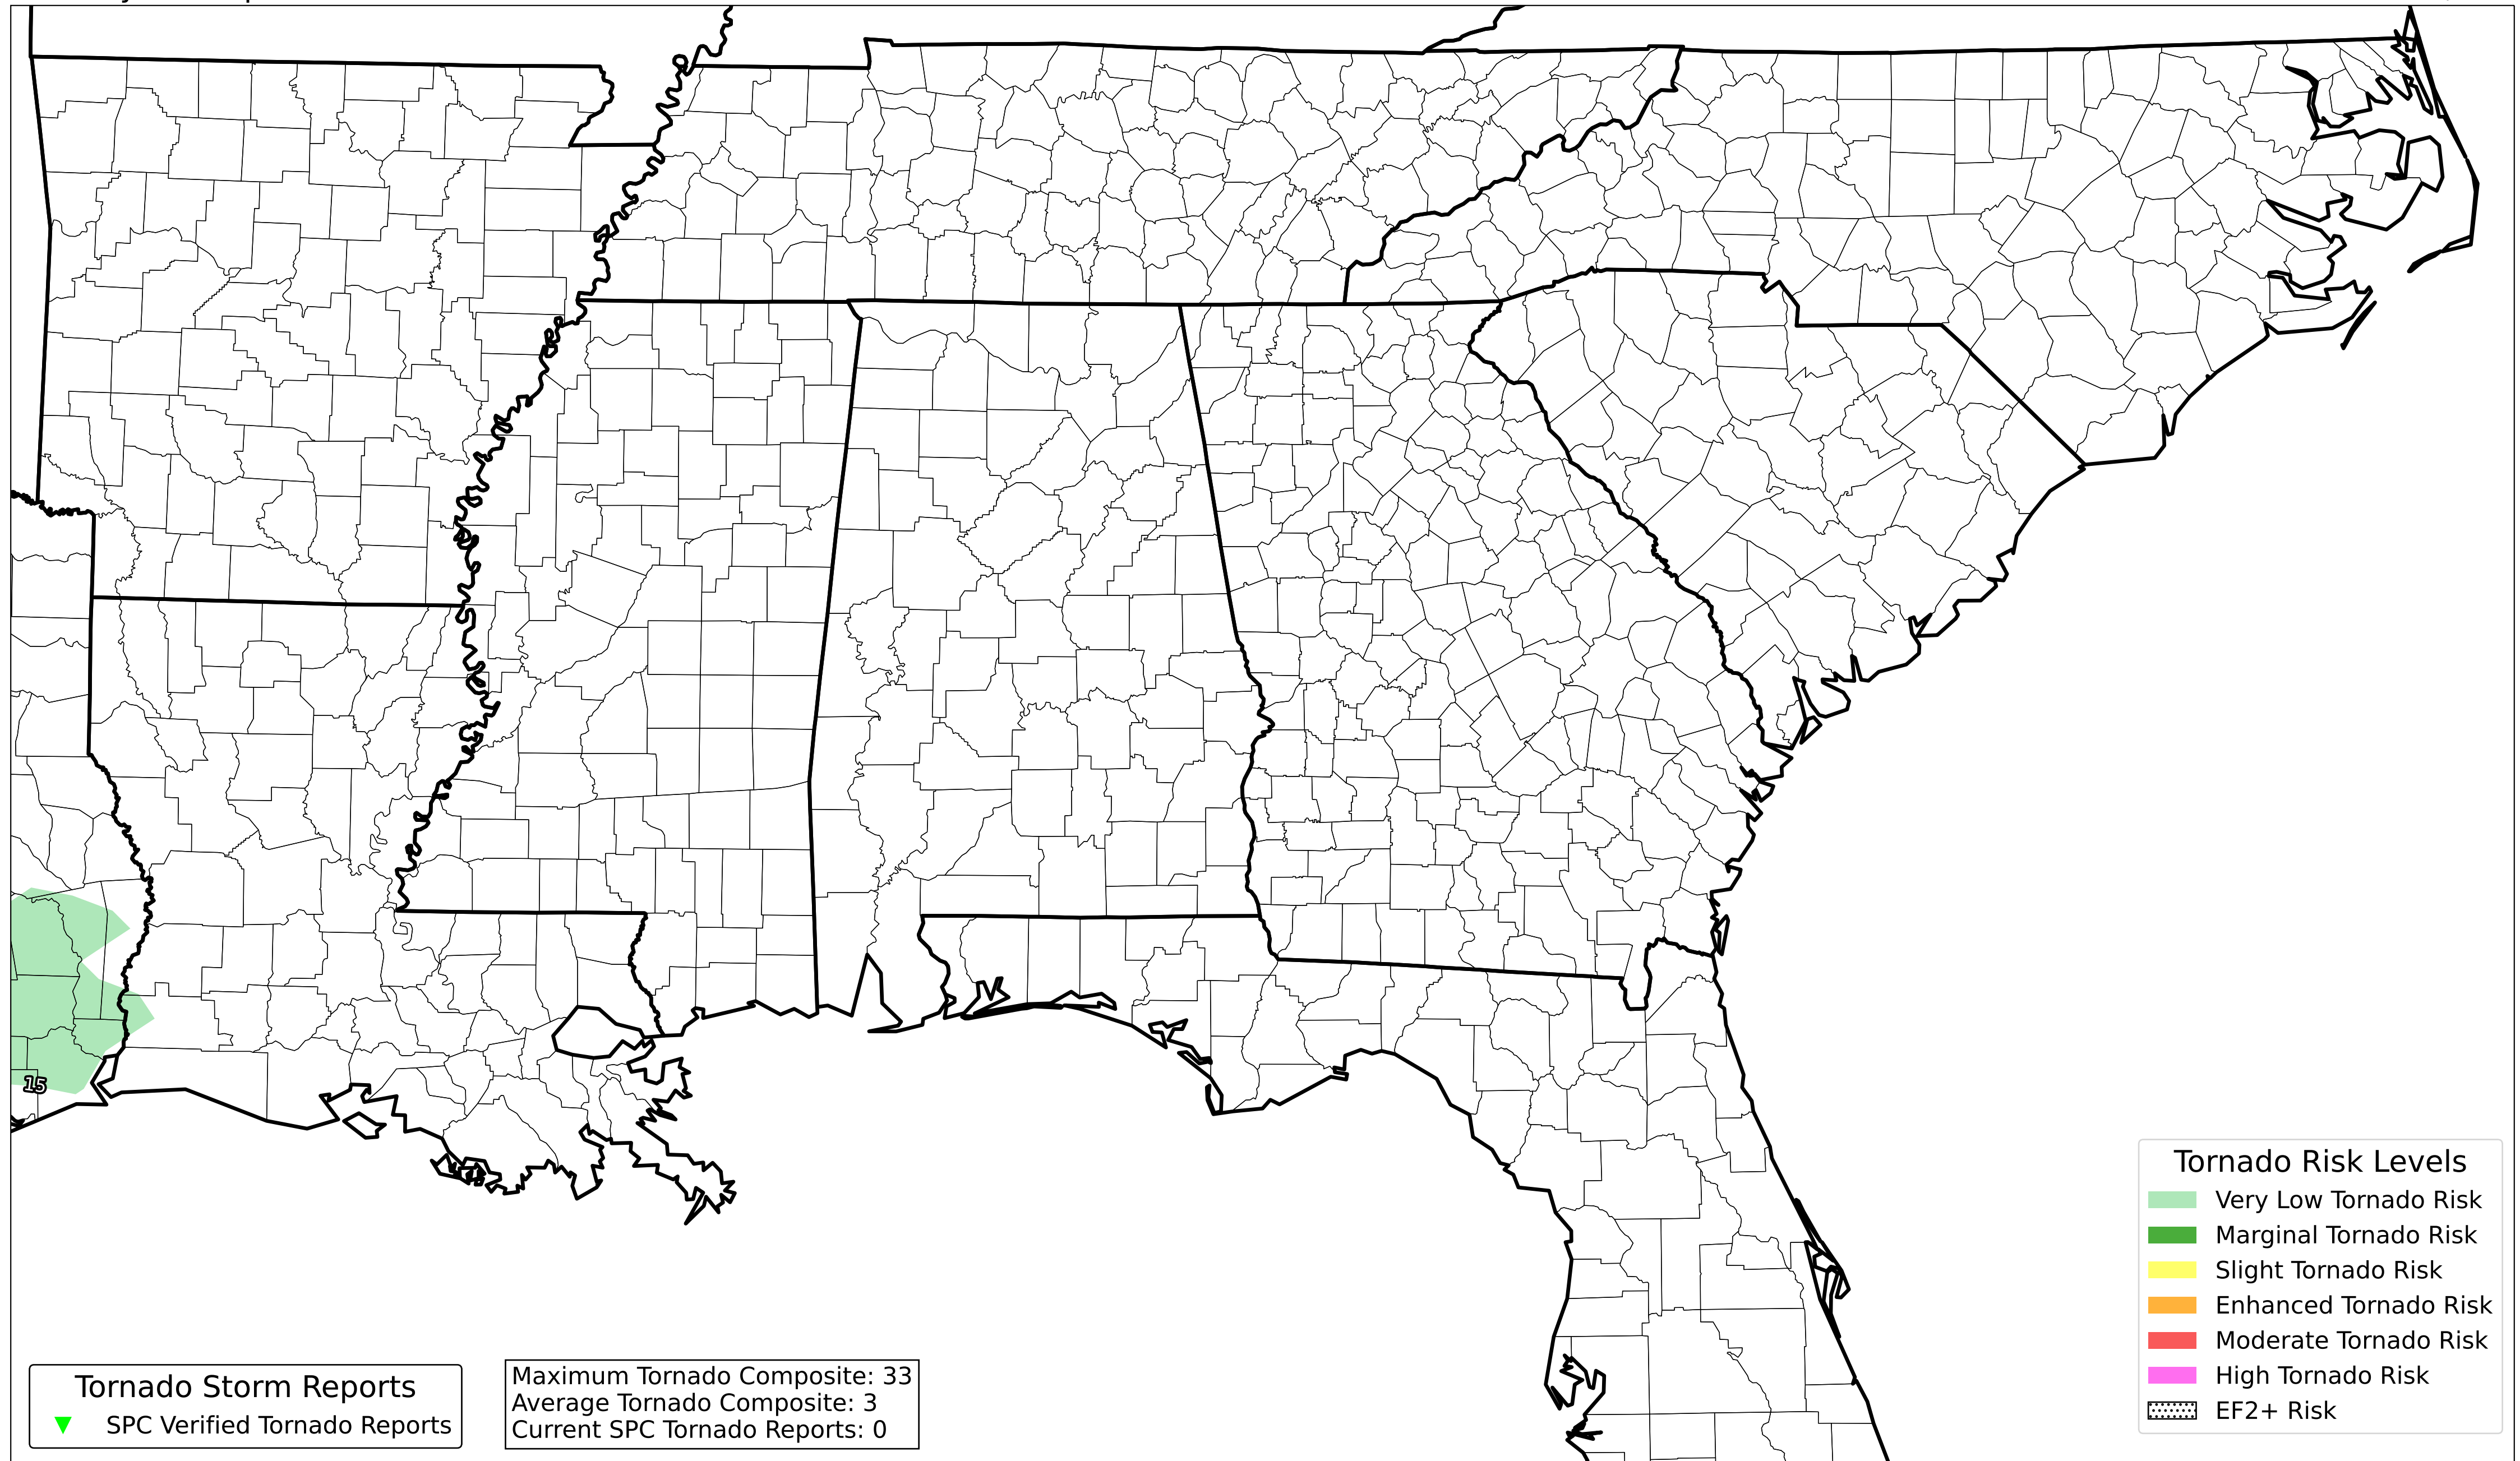 15
Tornado Risk Levels
Very Low Tornado Risk
Marginal Tornado Risk
Slight Tornado Risk
Enhanced Tornado Risk
Moderate Tornado Risk
High Tornado Risk
EF2+ Risk
Tornado Storm Reports
SPC Verified Tornado Reports
Maximum Tornado Composite: 33
Average Tornado Composite: 3
Current SPC Tornado Reports: 0